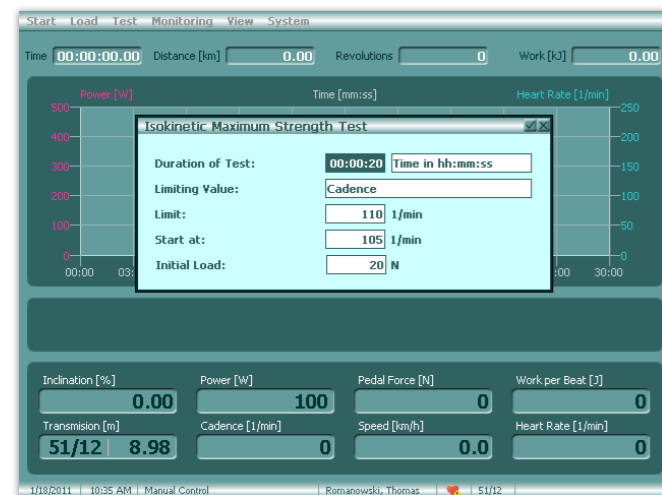 Start Load Test Monitoring View System
Time 00:00:00.00 Distance [km] 0.00 Revolutions 0 Work [kJ] 0.00
Power [W] Time [mm:ss] Heart Rate [1/min]
500 250
Isokinetic Maximum Strength Test
400 200
Duration of Test: 00:00:20 Time in hh:mm:ss
300 150
Limiting Value: Cadence
200 100
Limit: 110 1/min
100 50
Start at: 105 1/min
0 0
Initial Load: 20 N
00:00 03: :00 30:00
Inclination [%] Power [W] Pedal Force [N] Work per Beat [J]
0.00 100 0 0
Transmision [m] Cadence [1/min] Speed [km/h] Heart Rate [1/min]
51/12 8.98 0 0.0 0
1/18/2011 10:35 AM Manual Control Romanowski, Thomas 51/12